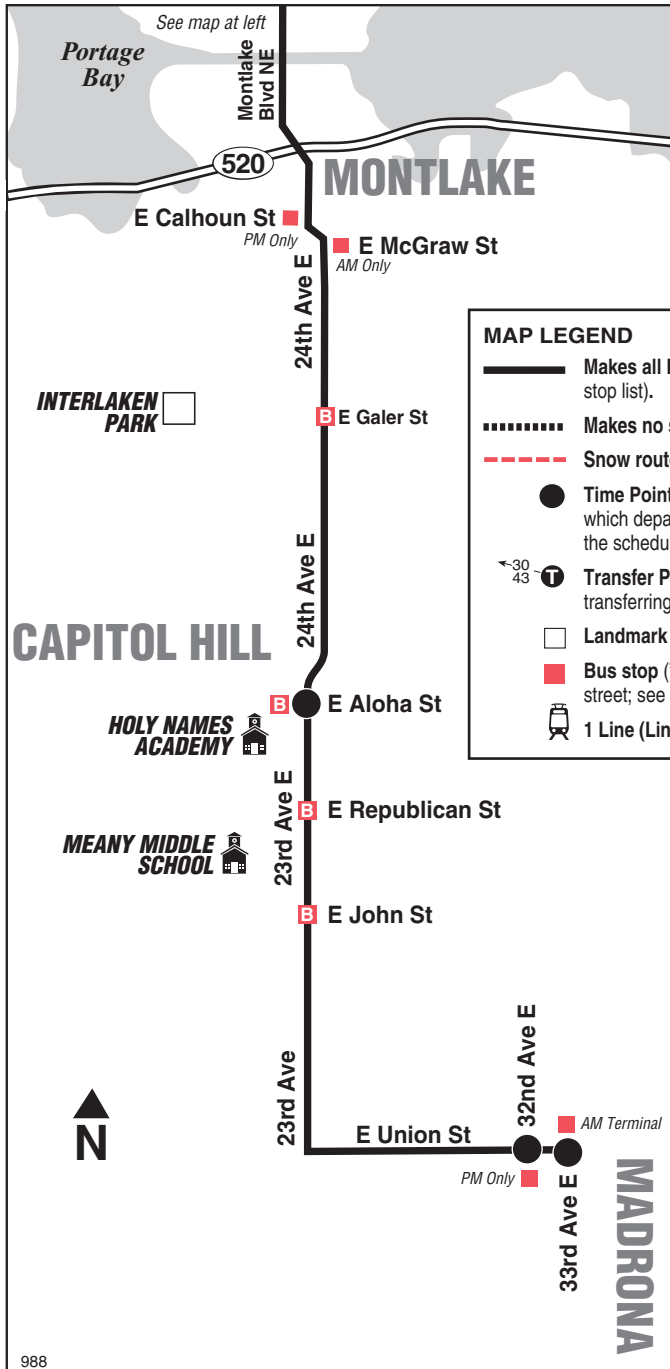 See map at left
Portage
Bay
Montlake
Blvd NE
520
MONTLAKE
E Calhoun St
PM Only
E McGraw St
AM Only
24th Ave E
MAP LEGEND
Makes all
stop list).
Makes no
Snow rout
Time Point
which depa
the schedu
30
43
T
Transfer P
transferring
Landmark
Bus stop (
street; see
1 Line (Lin
INTERLAKEN
PARK
B
E Galer St
24th Ave E
CAPITOL HILL
B
E Aloha St
HOLY NAMES
ACADEMY
23rd Ave E
B
E Republican St
MEANY MIDDLE
SCHOOL
B
E John St
23rd Ave
32nd Ave E
AM Terminal
N
E Union St
PM Only
33rd Ave E
MADRONA
988